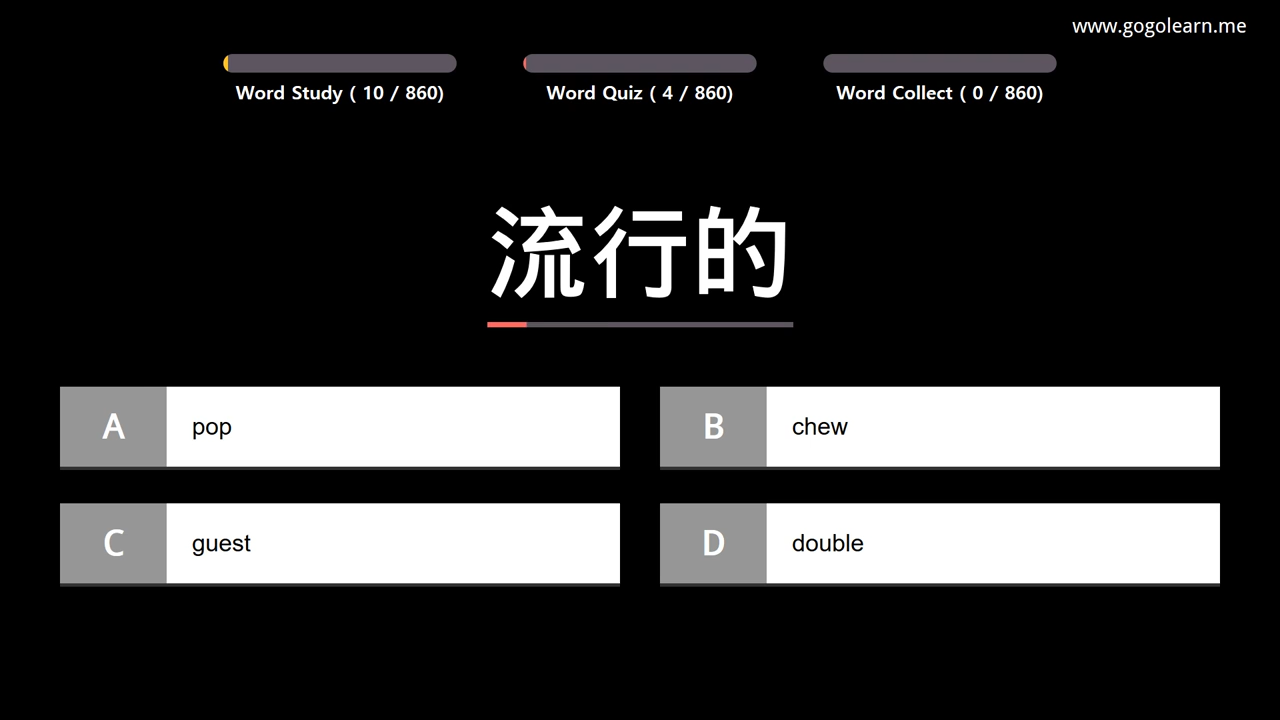 www.gogolearn.me
Word Study ( 10 / 860)
Word Quiz ( 4 / 860)
Word Collect ( 0 / 860)
流行的
A pop
B chew
C guest
D double